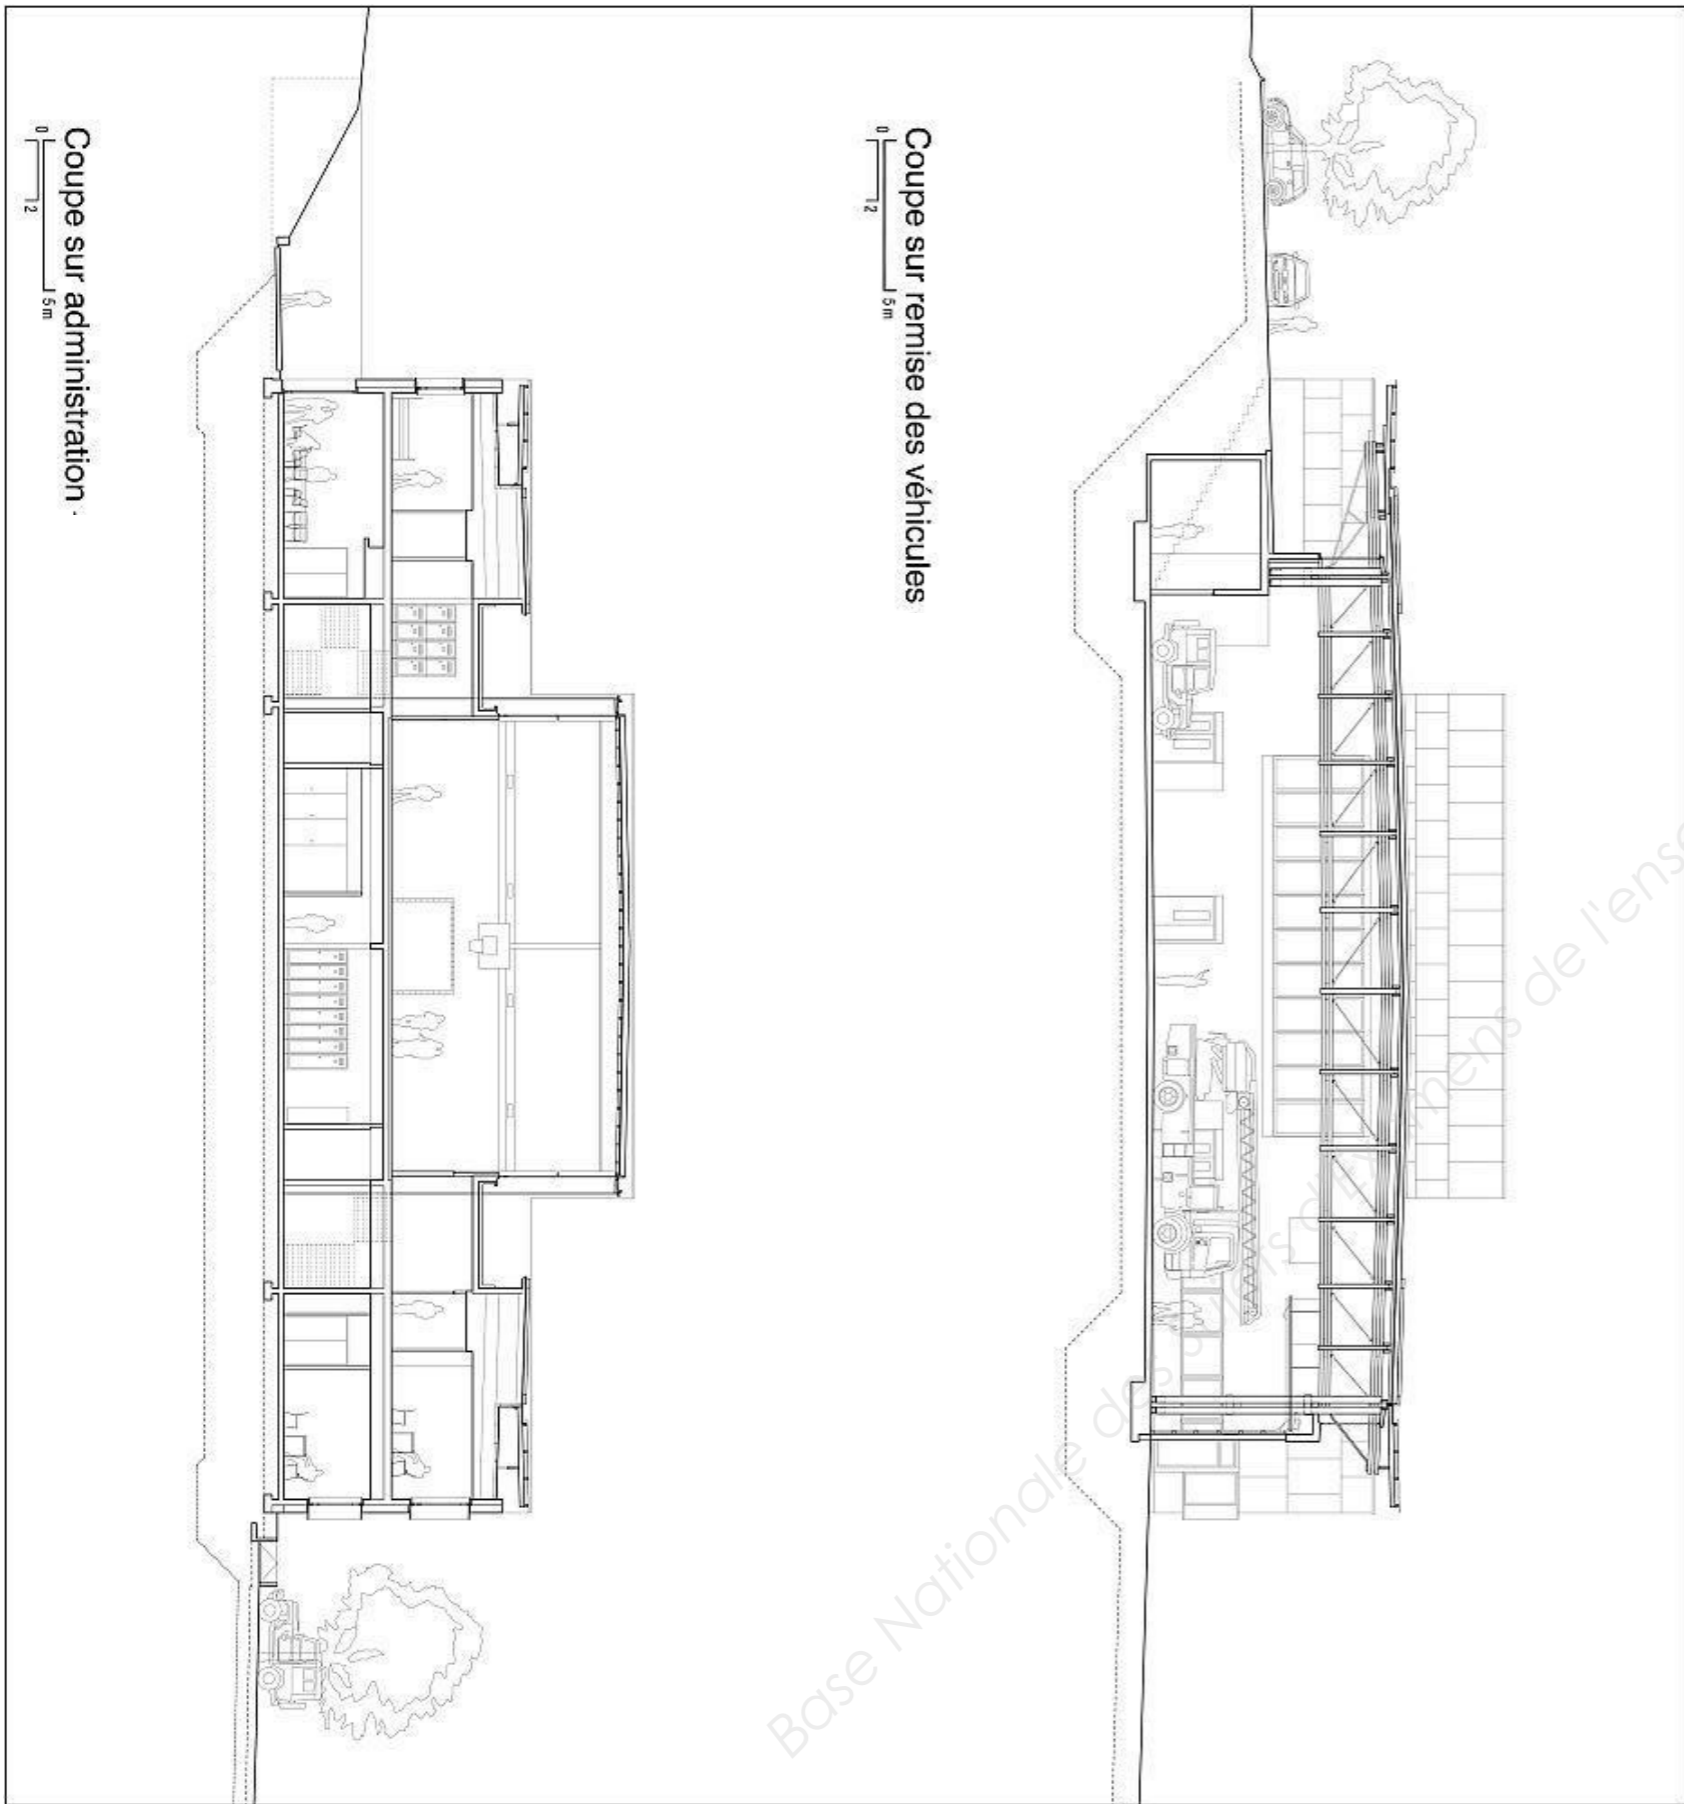 Coupe sur remise des véhicules
0 2 5 m
Coupe sur administration ·
0 2 5 m
Base Nationale des Sujets d'Examens de l'ense